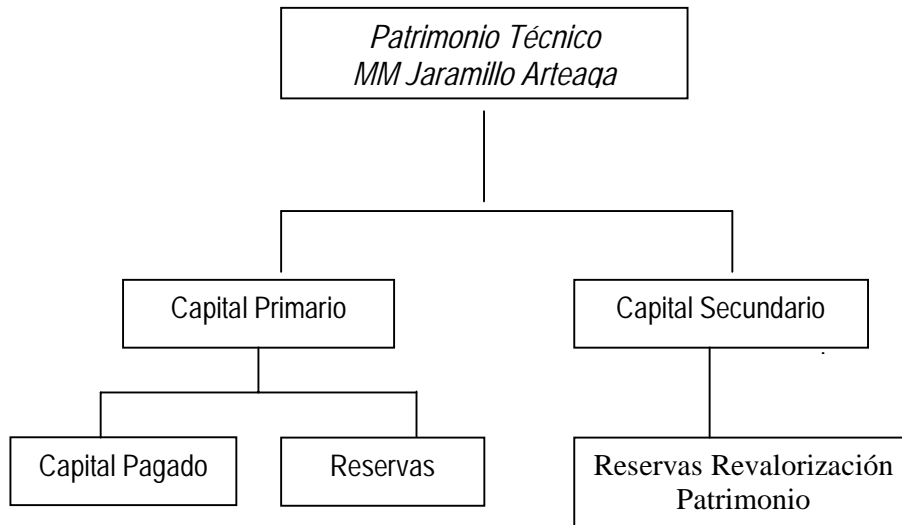 Patrimonio Técnico
MM Jaramillo Arteaga
Capital Primario
Capital Secundario
Capital Pagado
Reservas
Reservas Revalorización
Patrimonio